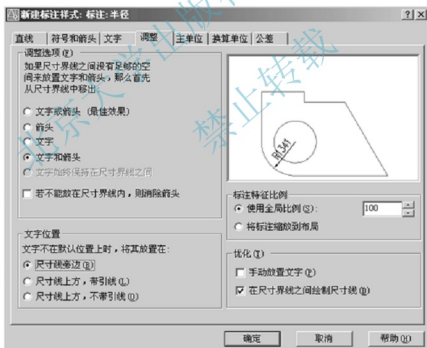 新建标注样式: 标注:半径
直线 符号和箭头 文字 调整 主单位 换算单位 公差
调整选项(F)
如果尺寸界线之间没有足够的空
间来放置文字和箭头，那么首先
从尺寸界线中移出
文字或箭头 (最佳效果)
箭头
文字
文字和箭头
文字始终保持在尺寸界线之间
若不能放在尺寸界线内，则消除箭头
文字位置
文字不在默认位置上时，将其放置在:
尺寸线旁边(B)
尺寸线上方，带引线(L)
尺寸线上方，不带引线(O)
R1.341
标注特征比例
使用全局比例(S): 100
将标注缩放到布局
优化(T)
手动放置文字(P)
在尺寸界线之间绘制尺寸线(D)
确定 取消 帮助(H)
禁止转载